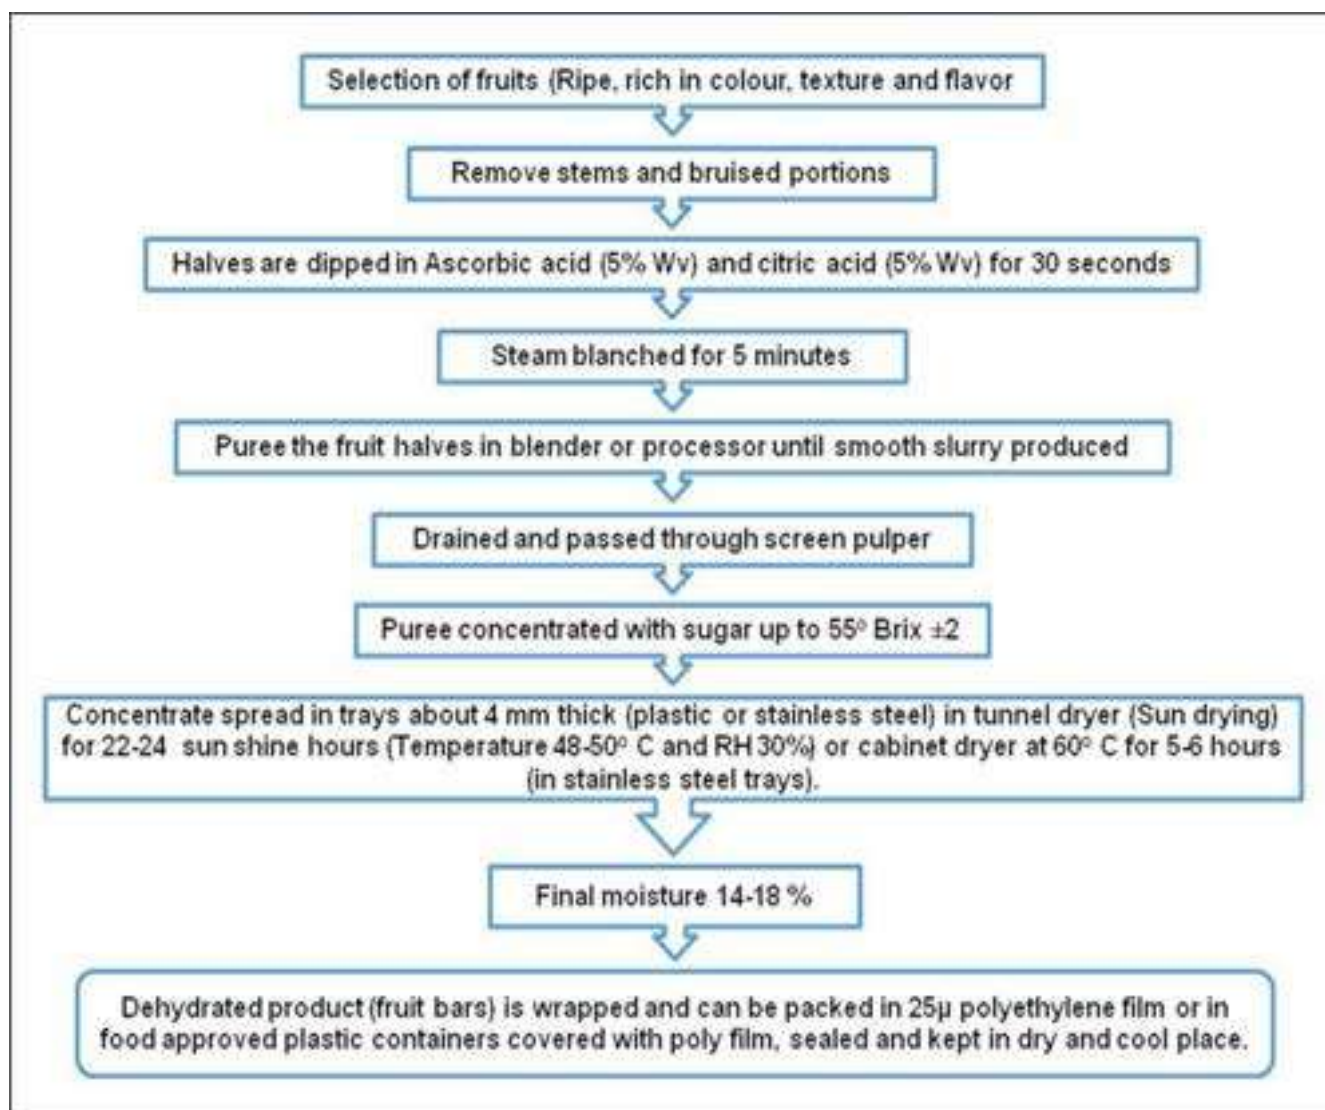 Selection of fruits (Ripe, rich in colour, texture and flavor
Remove stems and bruised portions
Halves are dipped in Ascorbic acid (5% Wv) and citric acid (5% Wv) for 30 seconds
Steam blanched for 5 minutes
Puree the fruit halves in blender or processor until smooth slurry produced
Drained and passed through screen pulper
Puree concentrated with sugar up to 55º Brix ±2
Concentrate spread in trays about 4 mm thick (plastic or stainless steel) in tunnel dryer (Sun drying)
for 22-24 sun shine hours (Temperature 48-50º C and RH 30%) or cabinet dryer at 60º C for 5-6 hours
(in stainless steel trays).
Final moisture 14-18 %
Dehydrated product (fruit bars) is wrapped and can be packed in 25µ polyethylene film or in
food approved plastic containers covered with poly film, sealed and kept in dry and cool place.